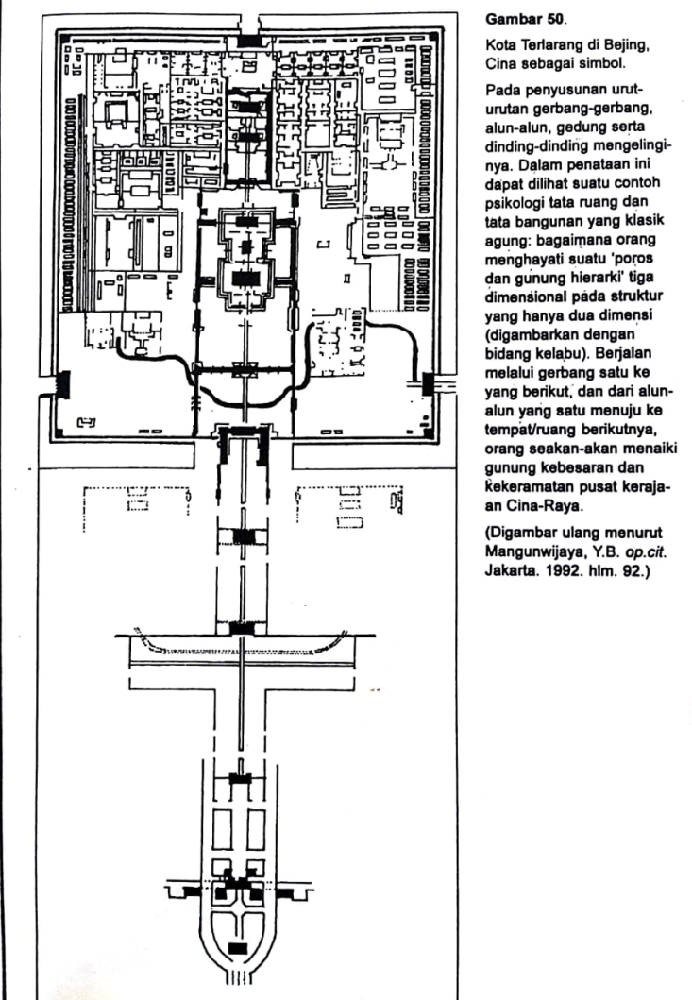 Gambar 50.
Kota Terlarang di Bejing,
Cina sebagai simbol.
Pada penyusunan urut-
urutan gerbang-gerbang,
alun-alun, gedung serta
dinding-dinding mengelingi-
nya. Dalam penataan ini
dapat dilihat suatu contoh
psikologi tata ruang dan
tata bangunan yang klasik
agung: bagaimana orang
menghayati suatu 'poros
dan gunung hierarki' tiga
dimensional pada struktur
yang hanya dua dimensi
(digambarkan dengan
bidang kelabu). Berjalan
melalui gerbang satu ke
yang berikut, dan dari alun-
alun yang satu menuju ke
tempat/ruang berikutnya,
orang seakan-akan menaiki
gunung kebesaran dan
kekeramatan pusat keraja-
an Cina-Raya.
(Digambar ulang menurut
Mangunwijaya, Y.B. op.cit.
Jakarta. 1992. hlm. 92.)